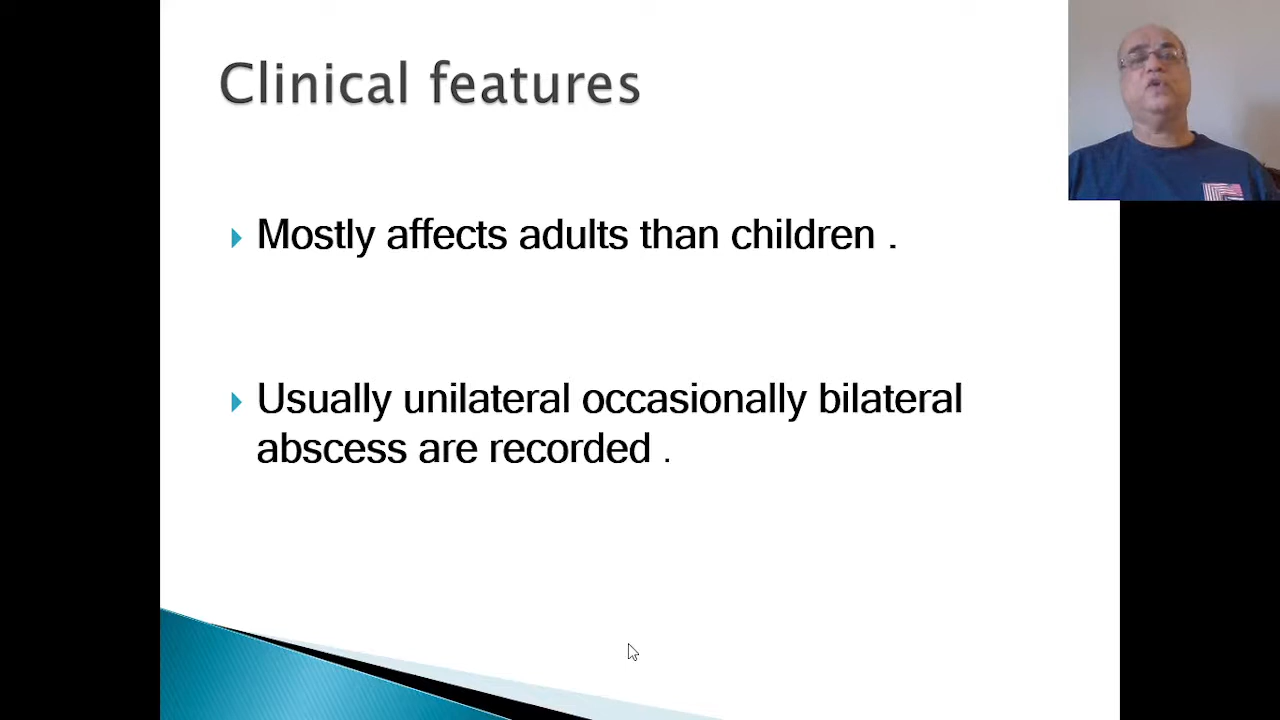 Clinical features
Mostly affects adults than children .
Usually unilateral occasionally bilateral
abscess are recorded .